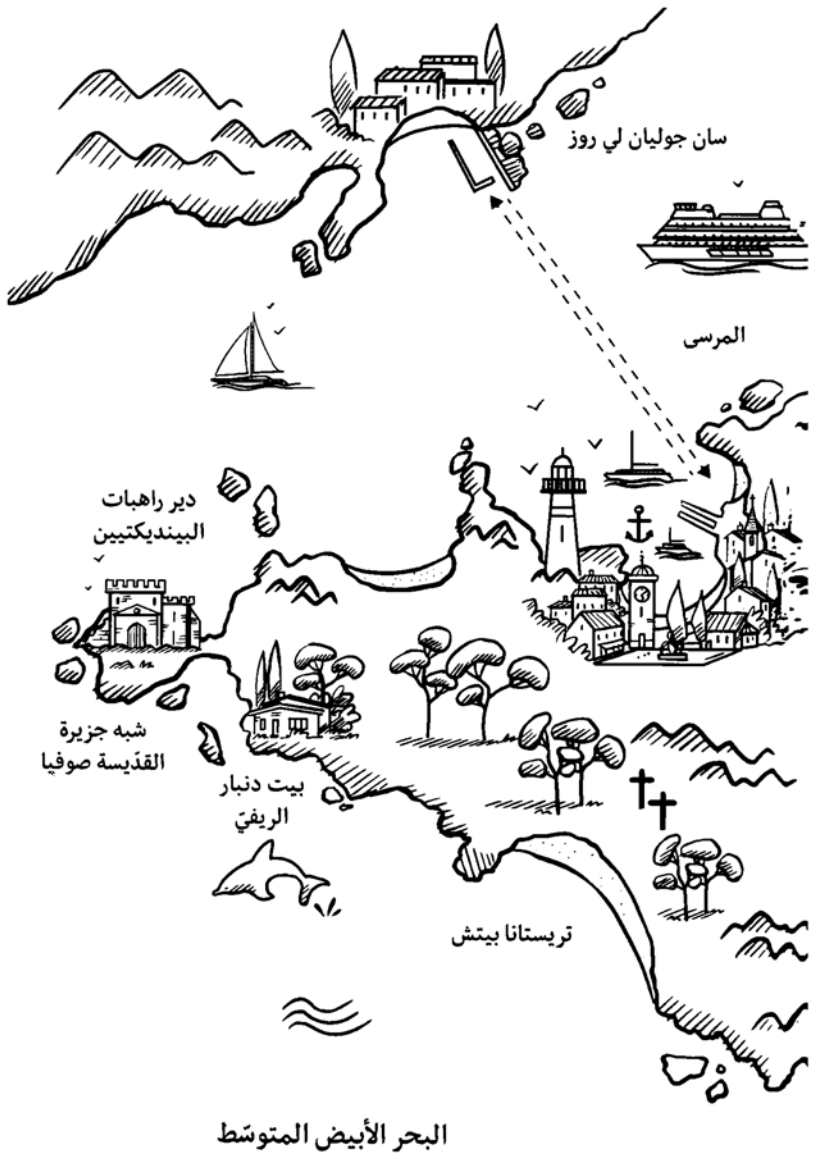 سان جوليان لي روز
المرسى
دير راهبات
البينديكتيين
شبه جزيرة
القدّيسة صوفيا
بيت دنبار
الريفيّ
تريستانا بيتش
البحر الأبيض المتوسّط